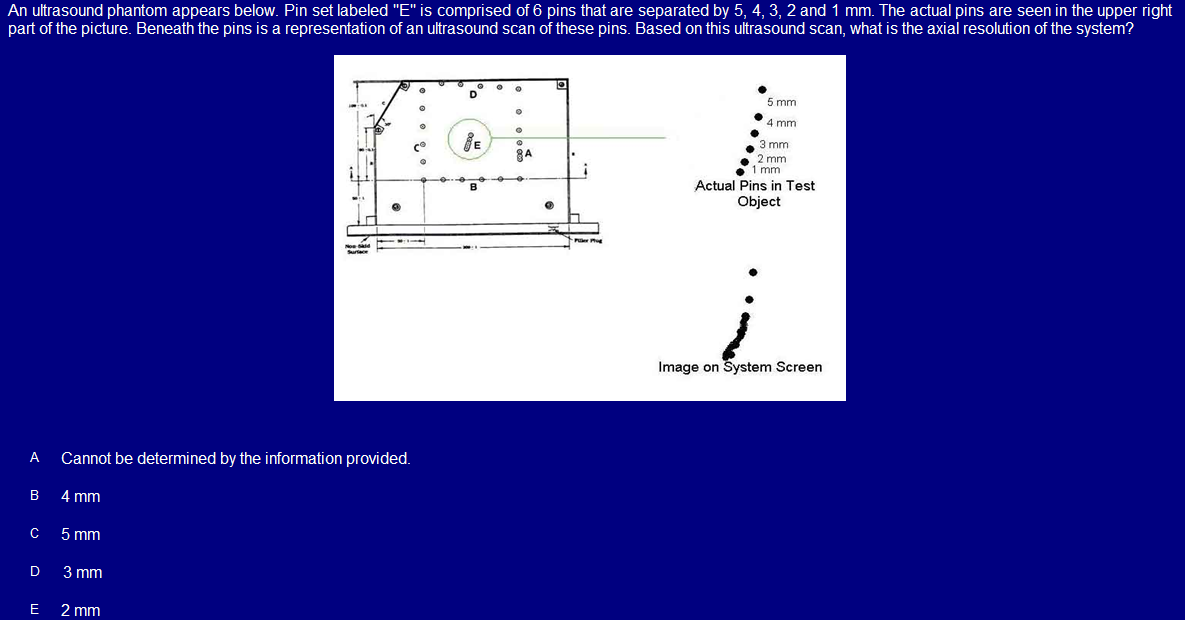 An ultrasound phantom appears below. Pin set labeled "E" is comprised of 6 pins that are separated by 5, 4, 3, 2 and 1 mm. The actual pins are seen in the upper right
part of the picture. Beneath the pins is a representation of an ultrasound scan of these pins. Based on this ultrasound scan, what is the axial resolution of the system?
D
E
C
A
B
Non-Skid
Surface
Filler Plug
5 mm
4 mm
3 mm
2 mm
1 mm
Actual Pins in Test
Object
Image on System Screen
A Cannot be determined by the information provided.
B 4 mm
C 5 mm
D 3 mm
E 2 mm